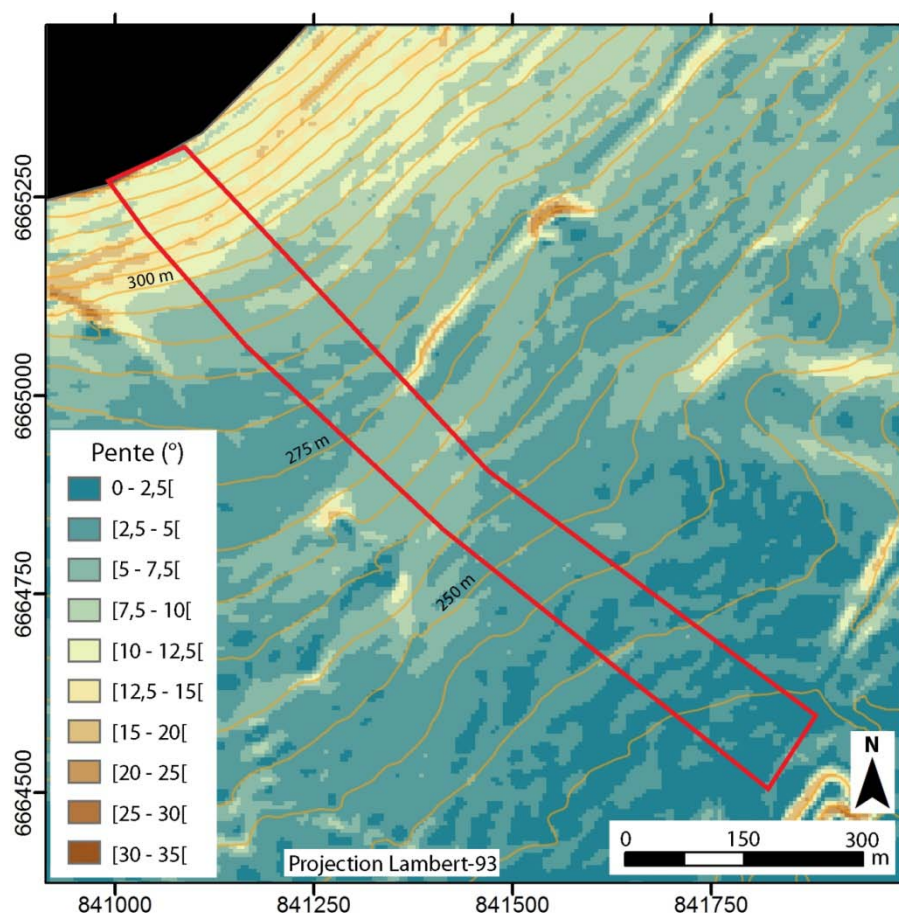 6665250
6665000
6664750
6664500
300 m
275 m
250 m
Pente (°)
0 - 2,5[
[2,5 - 5[
[5 - 7,5[
[7,5 - 10[
[10 - 12,5[
[12,5 - 15[
[15 - 20[
[20 - 25[
[25 - 30[
[30 - 35[
Projection Lambert-93
N
0 150 300
m
841000 841250 841500 841750